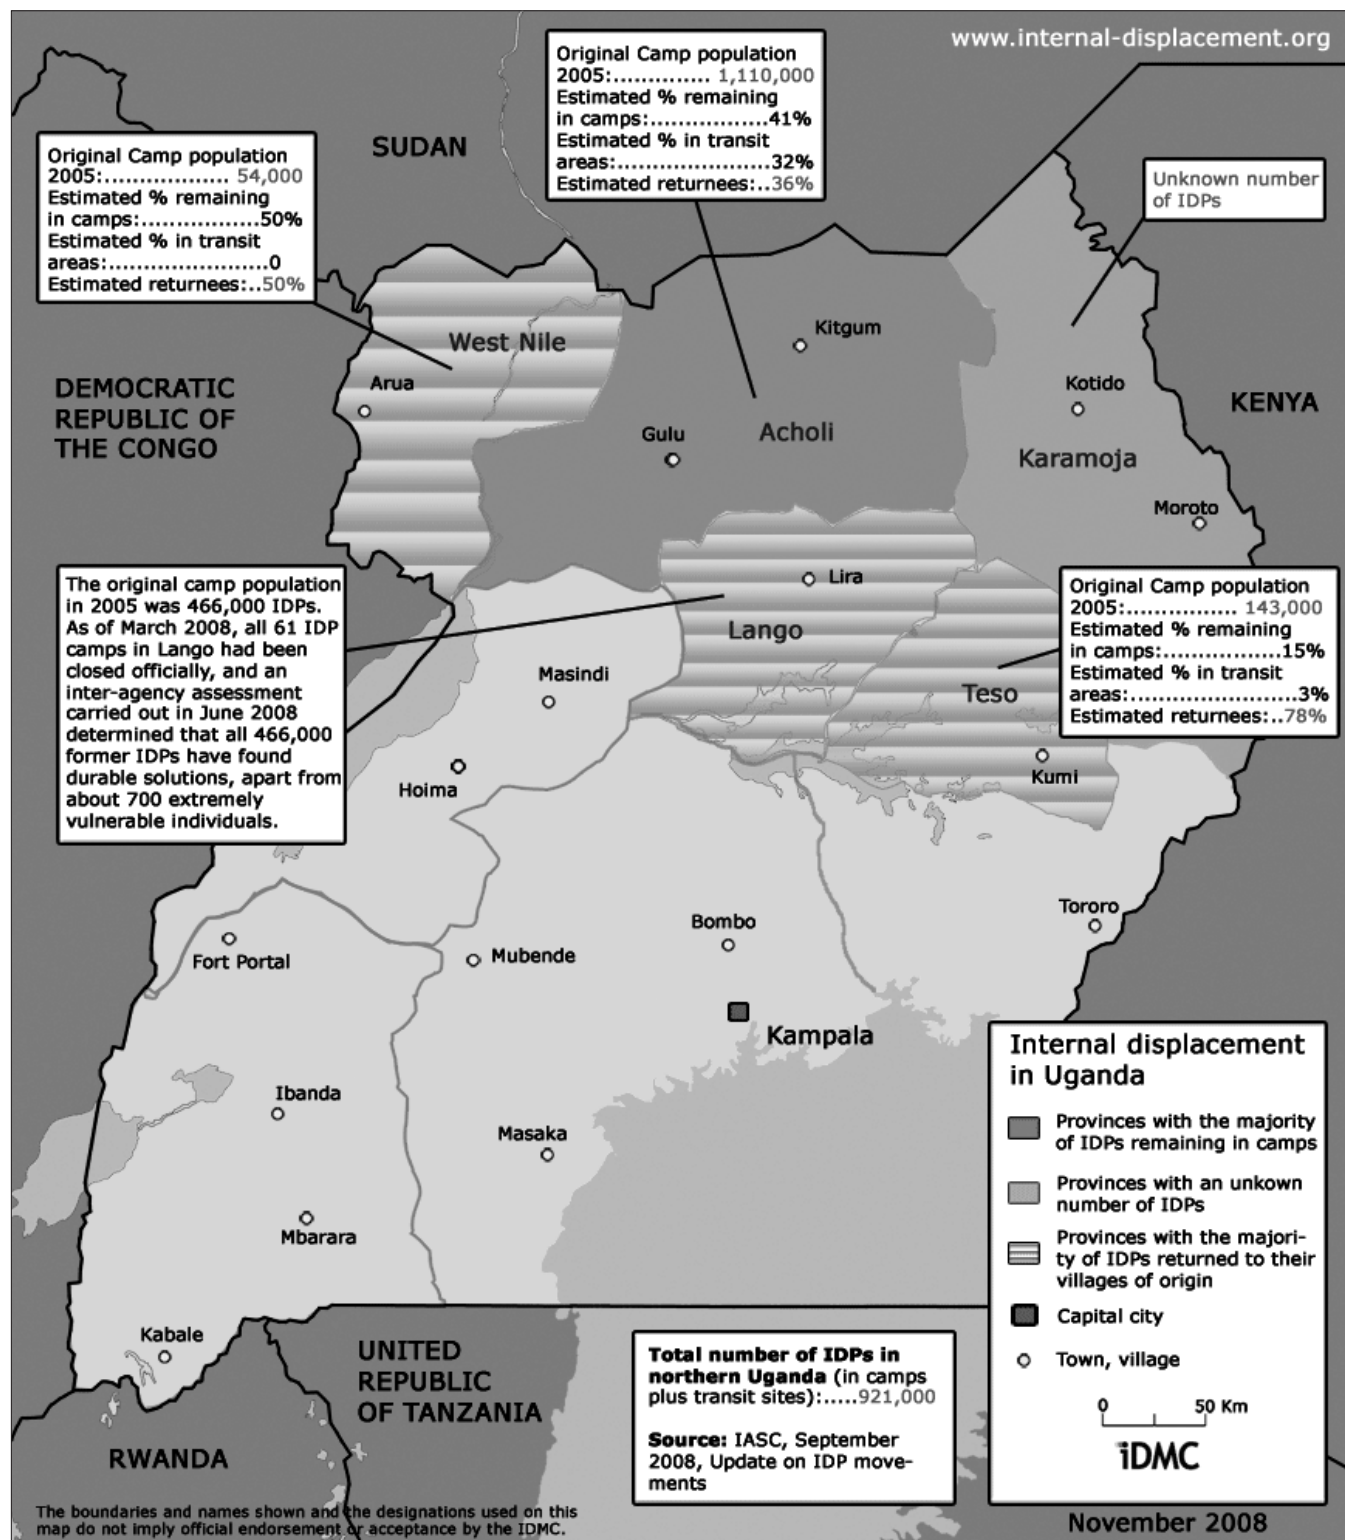 www.internal-displacement.org
Original Camp population
2005:.............. 1,110,000
Estimated % remaining
in camps:.................41%
Estimated % in transit
areas:......................32%
Estimated returnees:..36%
SUDAN
Original Camp population
2005:.................. 54,000
Estimated % remaining
in camps:.................50%
Estimated % in transit
areas:.......................0
Estimated returnees:..50%
Unknown number
of IDPs
West Nile
Kitgum
Arua
DEMOCRATIC
REPUBLIC OF
THE CONGO
Kotido
KENYA
Gulu
Acholi
Karamoja
Moroto
The original camp population
in 2005 was 466,000 IDPs.
As of March 2008, all 61 IDP
camps in Lango had been
closed officially, and an
inter-agency assessment
carried out in June 2008
determined that all 466,000
former IDPs have found
durable solutions, apart from
about 700 extremely
vulnerable individuals.
Lira
Lango
Original Camp population
2005:................ 143,000
Estimated % remaining
in camps:.................15%
Estimated % in transit
areas:........................3%
Estimated returnees:..78%
Masindi
Teso
Hoima
Kumi
Bombo
Tororo
Fort Portal
Mubende
Kampala
Ibanda
Masaka
Mbarara
Kabale
Internal displacement
in Uganda
Provinces with the majority
of IDPs remaining in camps
Provinces with an unkown
number of IDPs
Provinces with the majori-
ty of IDPs returned to their
villages of origin
Capital city
Town, village
0 50 Km
iDMC
UNITED
REPUBLIC
OF TANZANIA
RWANDA
Total number of IDPs in
northern Uganda (in camps
plus transit sites):.....921,000
Source: IASC, September
2008, Update on IDP move-
ments
The boundaries and names shown and the designations used on this
map do not imply official endorsement or acceptance by the IDMC.
November 2008